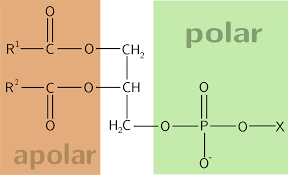 polar
O
R¹—C—O—CH₂
R²—C—O—CH
O
O
H₂C—O—P—O—X
O⁻
apolar